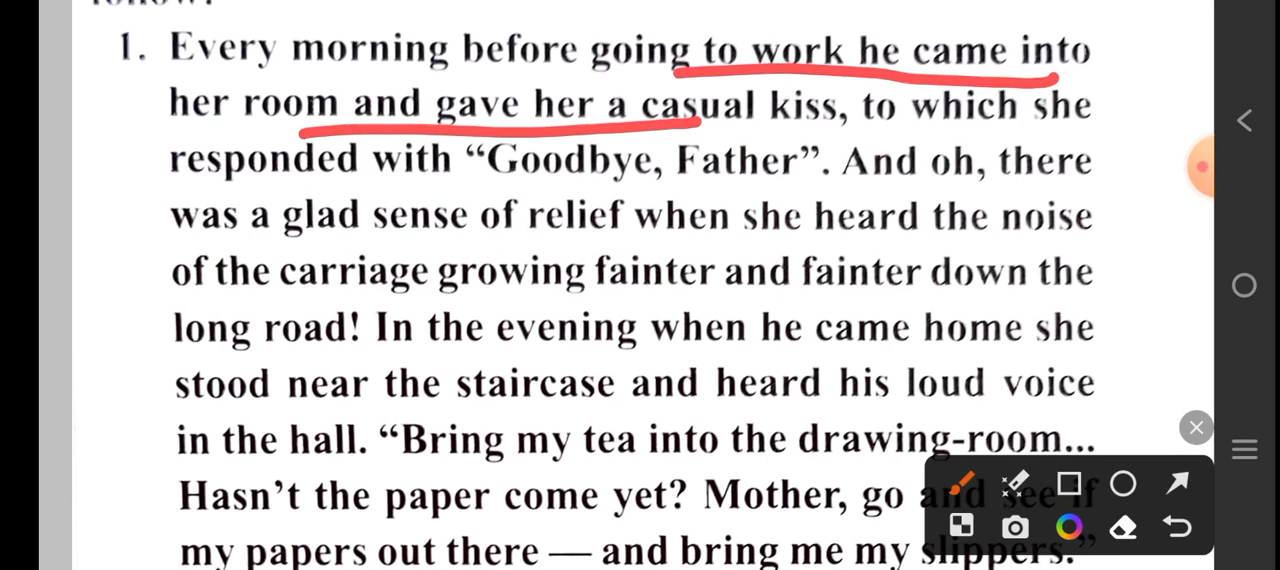 1. Every morning before going to work he came into
her room and gave her a casual kiss, to which she
responded with “Goodbye, Father”. And oh, there
was a glad sense of relief when she heard the noise
of the carriage growing fainter and fainter down the
long road! In the evening when he came home she
stood near the staircase and heard his loud voice
in the hall. “Bring my tea into the drawing-room...
Hasn’t the paper come yet? Mother, go and see if
my papers out there — and bring me my slippers.”